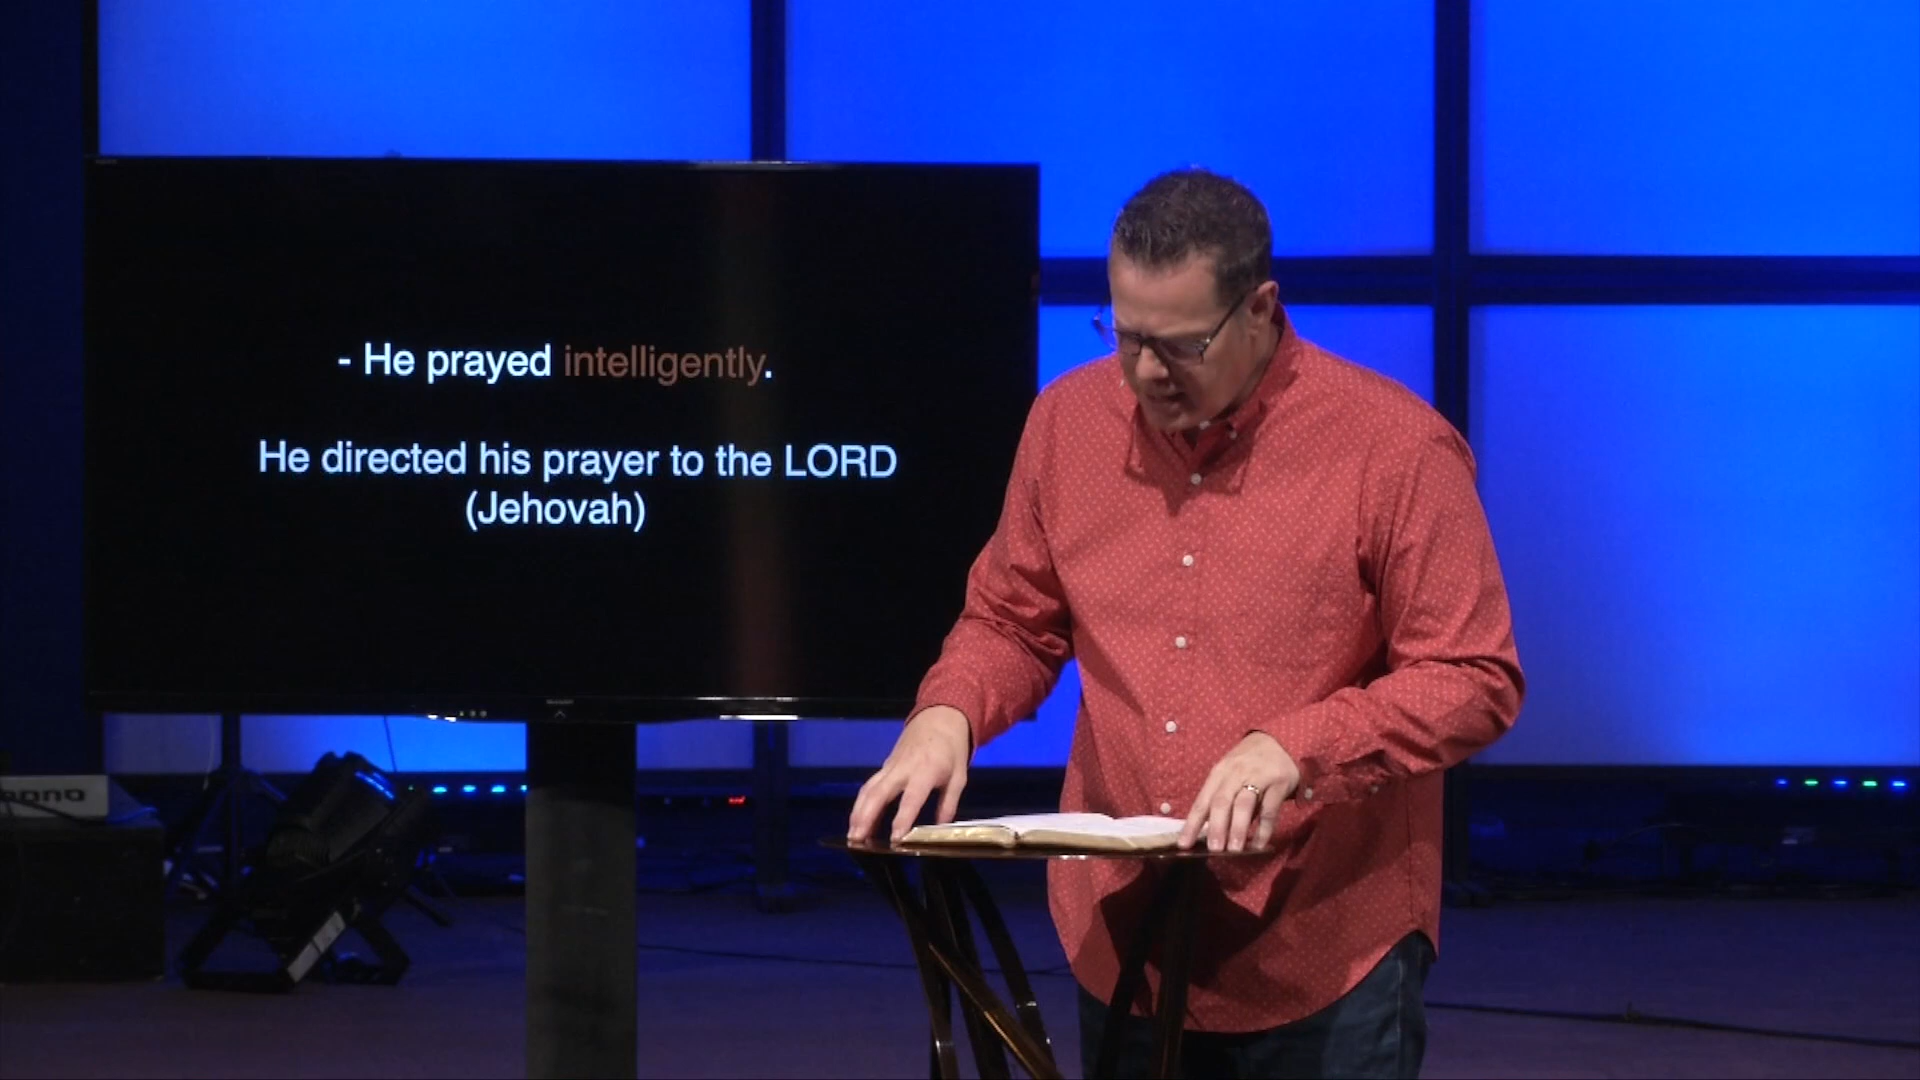 - He prayed intelligently.
He directed his prayer to the LORD
(Jehovah)